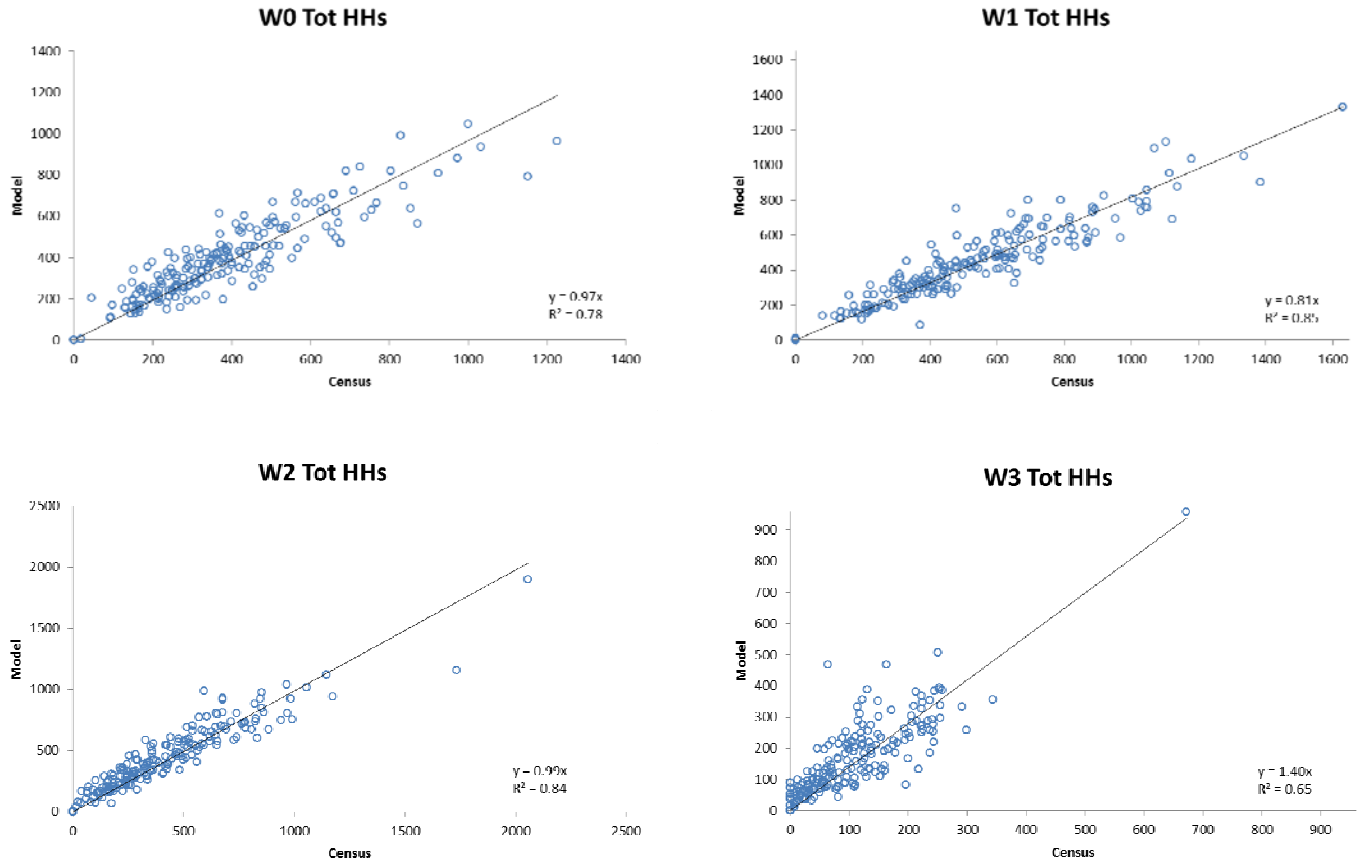 W0 Tot HHs
1400
1200
1000
800
600
400
200
0
Model
0 200 400 600 800 1000 1200 1400
Census
y = 0.97x
R² = 0.78
W1 Tot HHs
1600
1400
1200
1000
800
600
400
200
0
Model
0 200 400 600 800 1000 1200 1400 1600
Census
y = 0.81x
R² = 0.85
W2 Tot HHs
2500
2000
1500
1000
500
0
Model
0 500 1000 1500 2000 2500
Census
y = 0.99x
R² = 0.84
W3 Tot HHs
900
800
700
600
500
400
300
200
100
0
Model
0 100 200 300 400 500 600 700 800 900
Census
y = 1.40x
R² = 0.65